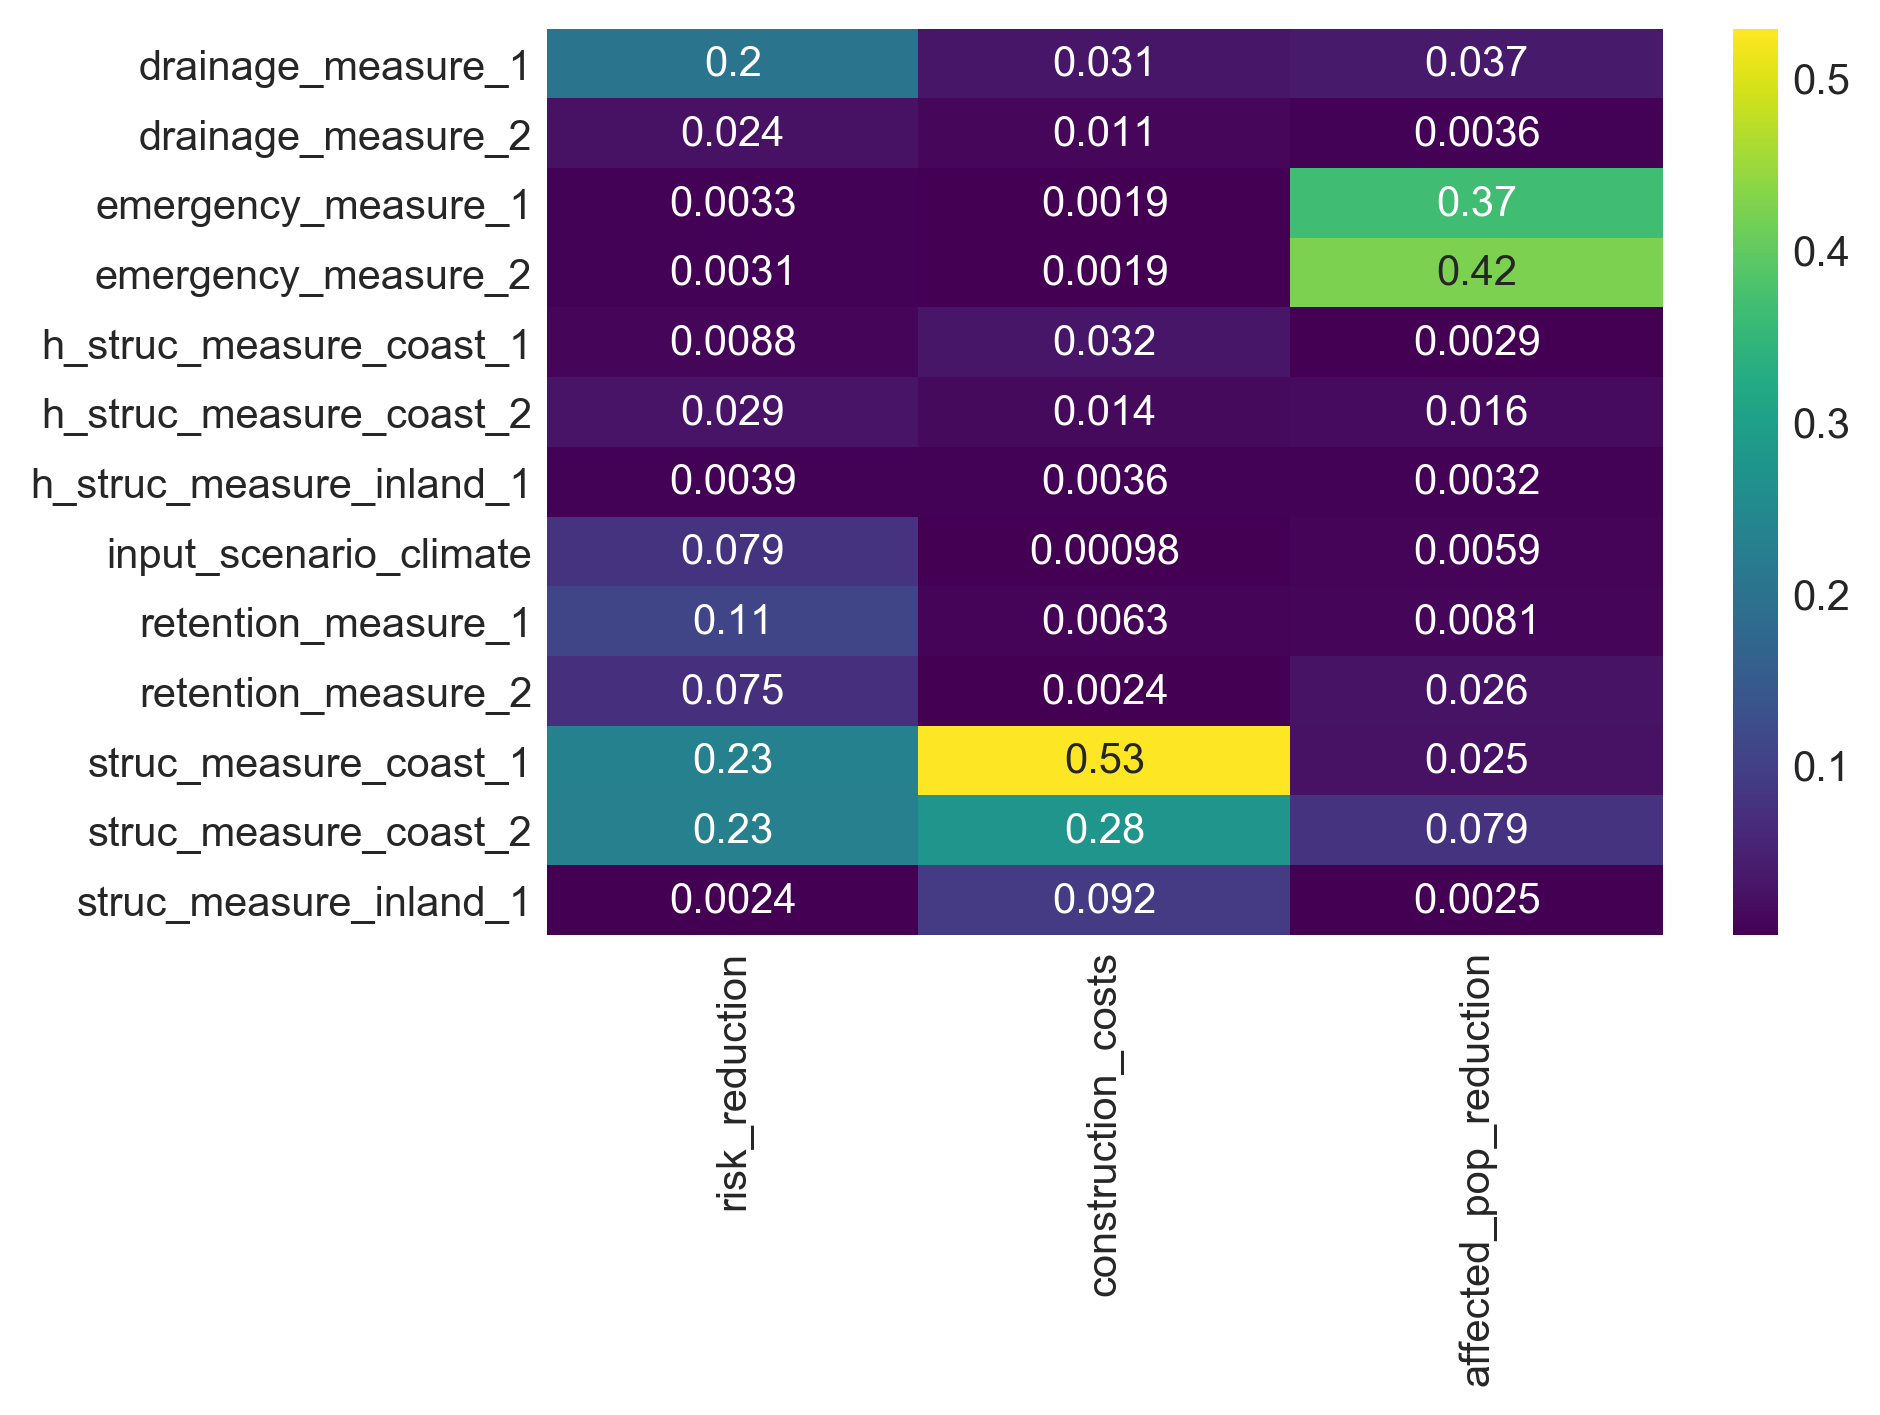 drainage_measure_1 0.2 0.031 0.037
drainage_measure_2 0.024 0.011 0.0036
emergency_measure_1 0.0033 0.0019 0.37
emergency_measure_2 0.0031 0.0019 0.42
h_struc_measure_coast_1 0.0088 0.032 0.0029
h_struc_measure_coast_2 0.029 0.014 0.016
h_struc_measure_inland_1 0.0039 0.0036 0.0032
input_scenario_climate 0.079 0.00098 0.0059
retention_measure_1 0.11 0.0063 0.0081
retention_measure_2 0.075 0.0024 0.026
struc_measure_coast_1 0.23 0.53 0.025
struc_measure_coast_2 0.23 0.28 0.079
struc_measure_inland_1 0.0024 0.092 0.0025
risk_reduction
construction_costs
affected_pop_reduction
0.5
0.4
0.3
0.2
0.1